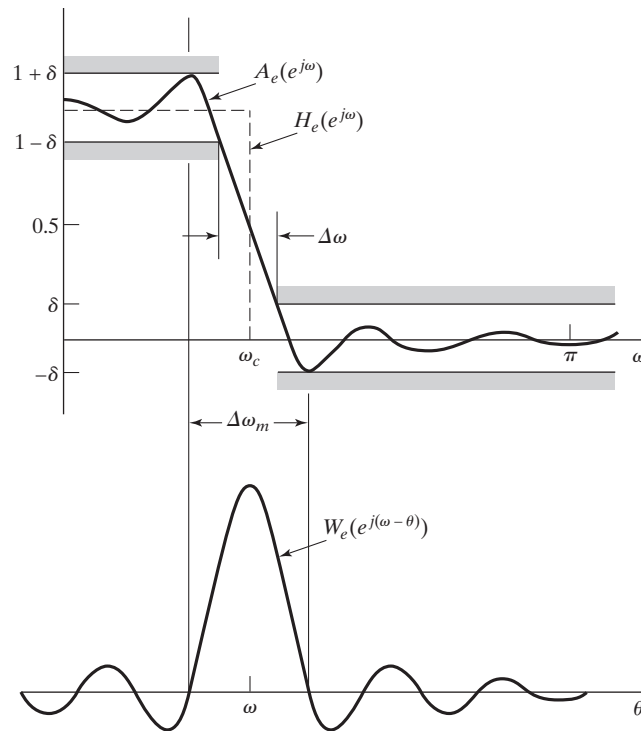 1 + δ
A_e(e^{jω})
H_e(e^{jω})
1 − δ
0.5
Δω
δ
ω_c
π
ω
−δ
Δω_m
W_e(e^{j(ω − θ)})
ω
θ